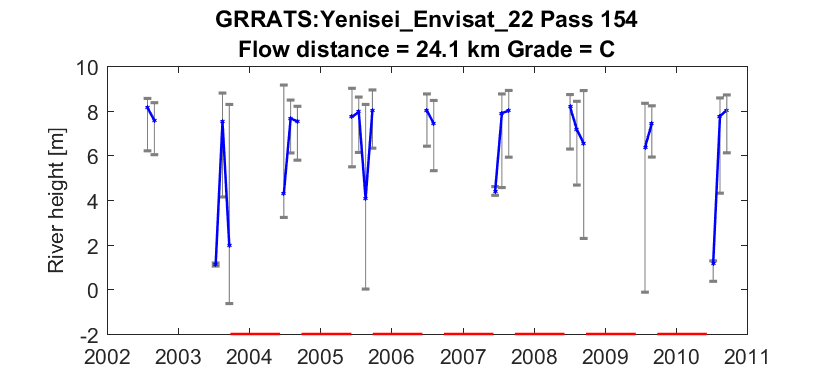 GRRATS:Yenisei_Envisat_22 Pass 154
Flow distance = 24.1 km Grade = C
River height [m]
10
8
6
4
2
0
-2
2002 2003 2004 2005 2006 2007 2008 2009 2010 2011